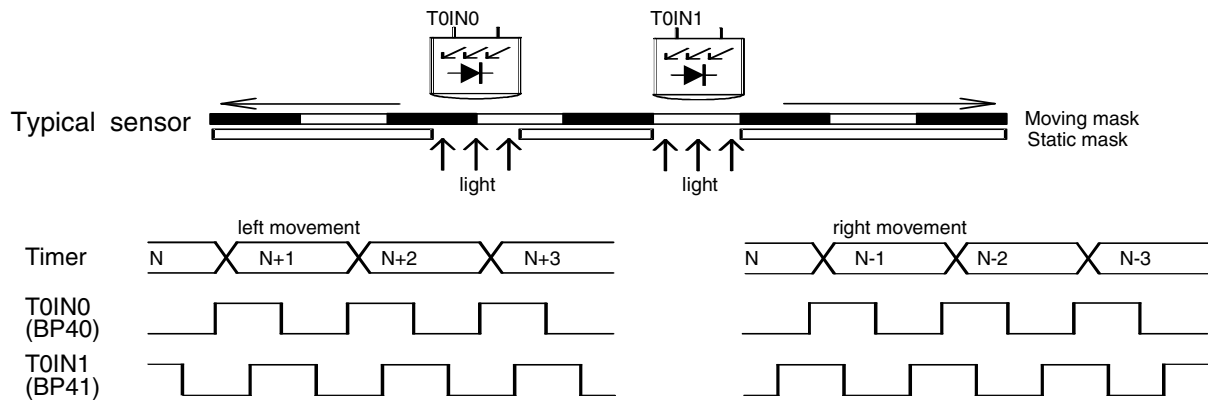 T0IN0 T0IN1
Typical sensor
Moving mask
Static mask
light light
left movement right movement
Timer N N+1 N+2 N+3 N N-1 N-2 N-3
T0IN0
(BP40)
T0IN1
(BP41)